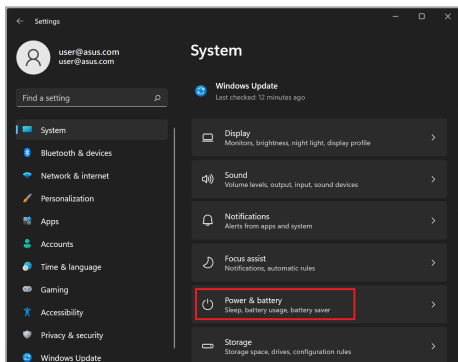 Settings
user@asus.com
user@asus.com
Find a setting
System
Bluetooth & devices
Network & internet
Personalization
Apps
Accounts
Time & language
Gaming
Accessibility
Privacy & security
Windows Update
System
Windows Update
Last checked: 12 minutes ago
Display
Monitors, brightness, night light, display profile
Sound
Volume levels, output, input, sound devices
Notifications
Alerts from apps and system
Focus assist
Notifications, automatic rules
Power & battery
Sleep, battery usage, battery saver
Storage
Storage space, drives, configuration rules